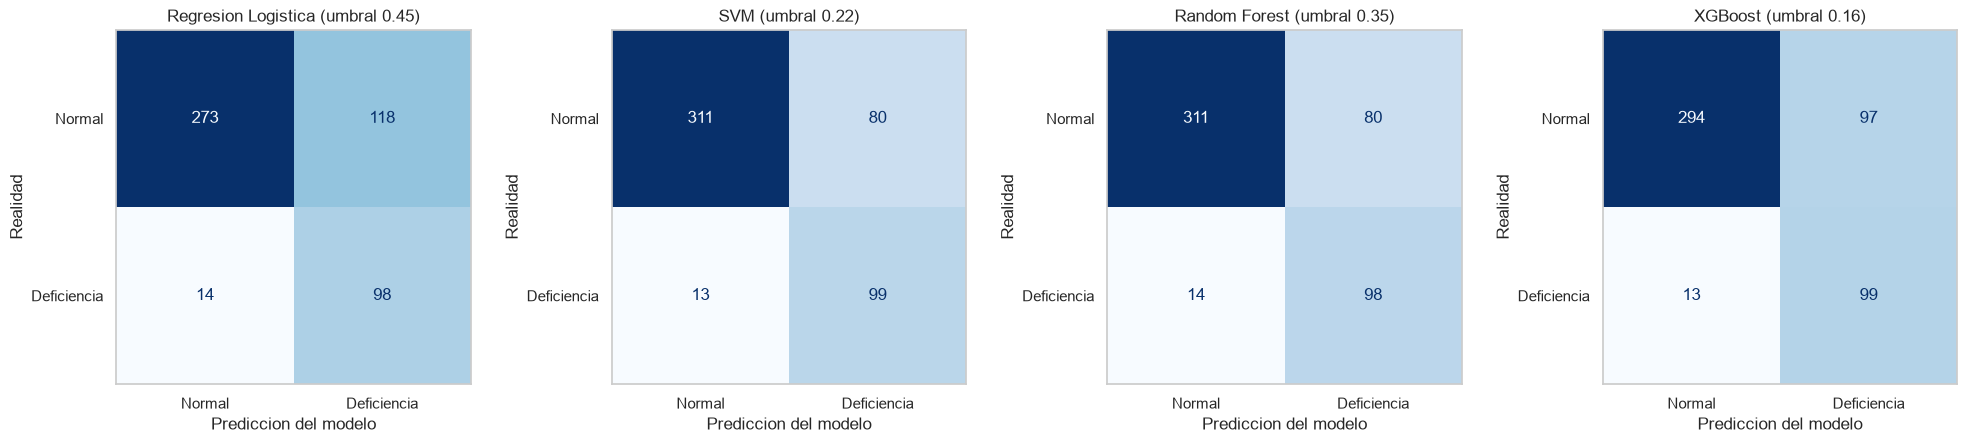 Regresion Logistica (umbral 0.45)
Realidad
Normal
273
118
Deficiencia
14
98
Normal
Deficiencia
Prediccion del modelo
SVM (umbral 0.22)
Realidad
Normal
311
80
Deficiencia
13
99
Normal
Deficiencia
Prediccion del modelo
Random Forest (umbral 0.35)
Realidad
Normal
311
80
Deficiencia
14
98
Normal
Deficiencia
Prediccion del modelo
XGBoost (umbral 0.16)
Realidad
Normal
294
97
Deficiencia
13
99
Normal
Deficiencia
Prediccion del modelo